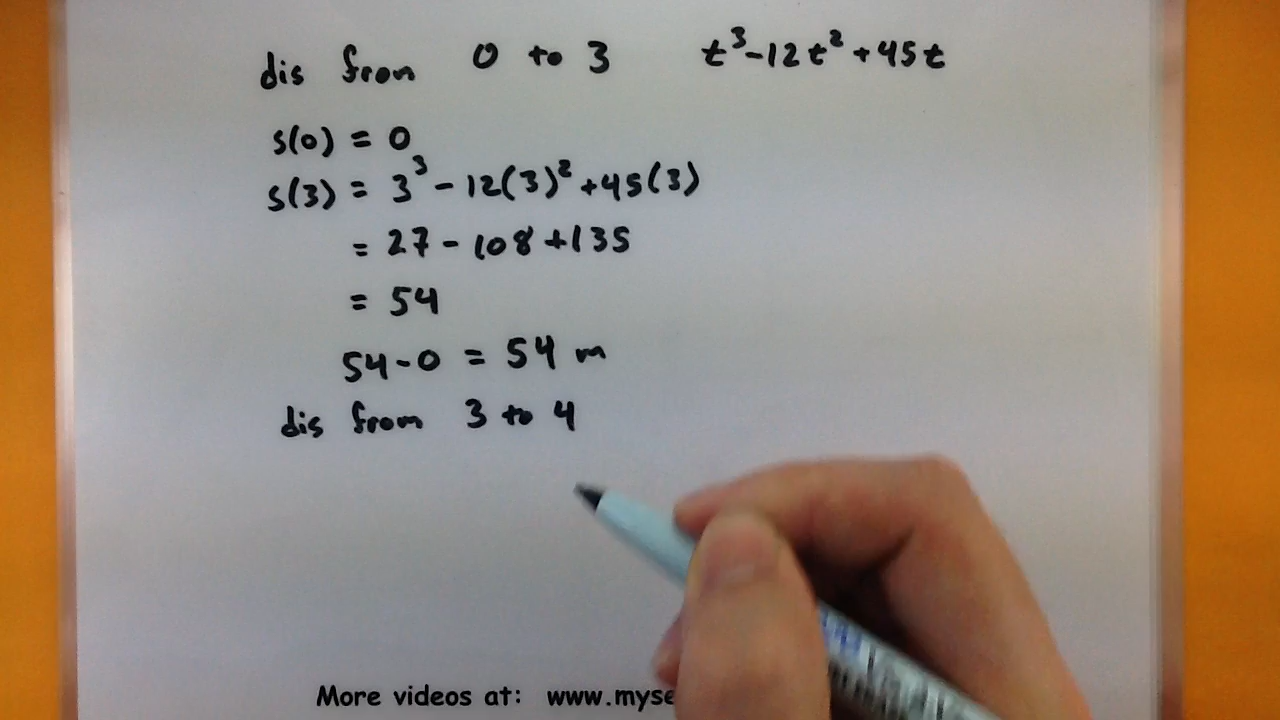 dis fron 0 to 3 t³-12t²+45t
s(0) = 0
s(3) = 3³ - 12(3)² +45(3)
= 27 - 108 +135
= 54
54-0 = 54 m
dis from 3 to 4
More videos at: www.myse